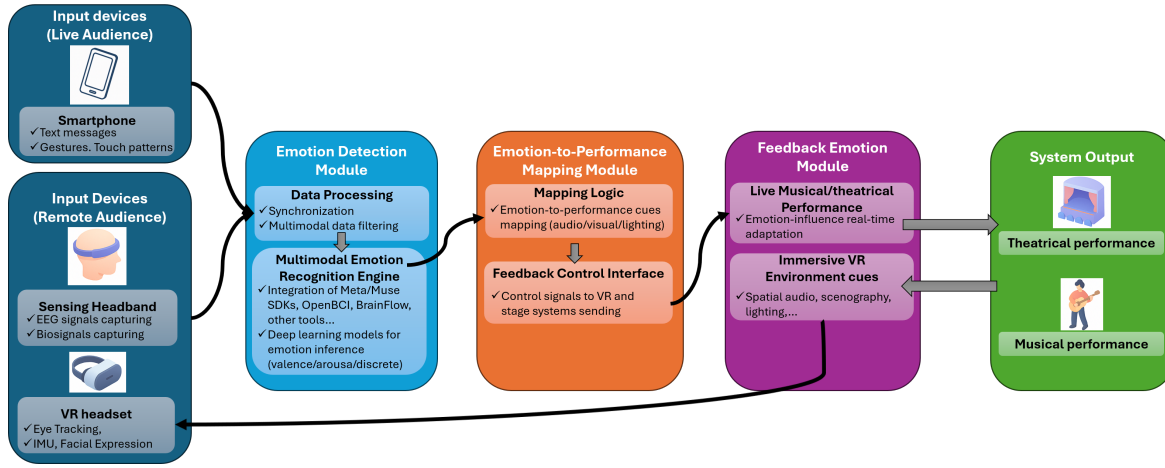 Input devices
(Live Audience)
Smartphone
✓Text messages
✓Gestures. Touch patterns
Input Devices
(Remote Audience)
Sensing Headband
✓EEG signals capturing
✓Biosignals capturing
VR headset
✓Eye Tracking,
✓IMU, Facial Expression
Emotion Detection
Module
Data Processing
✓Synchronization
✓Multimodal data filtering
Multimodal Emotion
Recognition Engine
✓Integration of Meta/Muse
SDKs, OpenBCI, BrainFlow,
other tools...
✓Deep learning models for
emotion inference
(valence/arousa/discrete)
Emotion-to-Performance
Mapping Module
Mapping Logic
✓Emotion-to-performance cues
mapping (audio/visual/lighting)
Feedback Control Interface
✓Control signals to VR and
stage systems sending
Feedback Emotion
Module
Live Musical/theatrical
Performance
✓Emotion-influence real-time
adaptation
Immersive VR
Environment cues
✓Spatial audio, scenography,
lighting,...
System Output
Theatrical performance
Musical performance